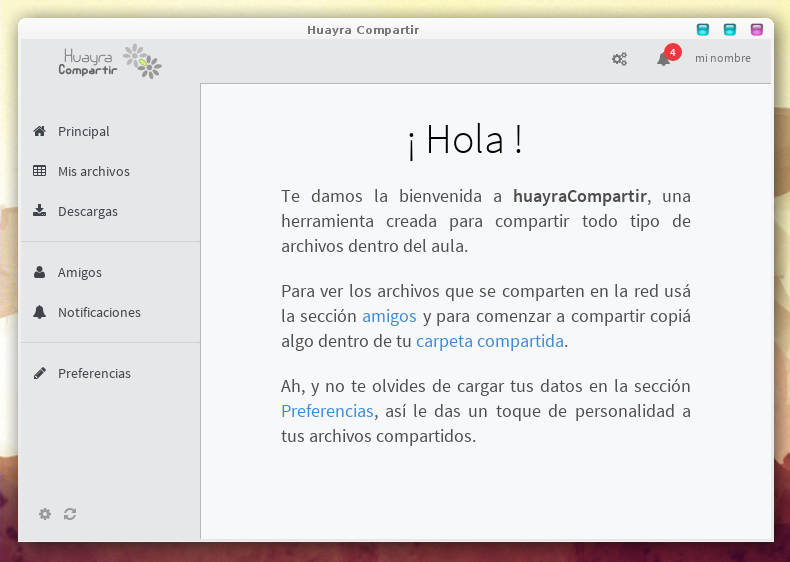 Huayra Compartir
Huayra
Compartir
4
mi nombre
Principal
Mis archivos
Descargas
Amigos
Notificaciones
Preferencias
¡ Hola !
Te damos la bienvenida a huayraCompartir, una
herramienta creada para compartir todo tipo de
archivos dentro del aula.
Para ver los archivos que se comparten en la red usá
la sección amigos y para comenzar a compartir copiá
algo dentro de tu carpeta compartida.
Ah, y no te olvides de cargar tus datos en la sección
Preferencias, así le das un toque de personalidad a
tus archivos compartidos.